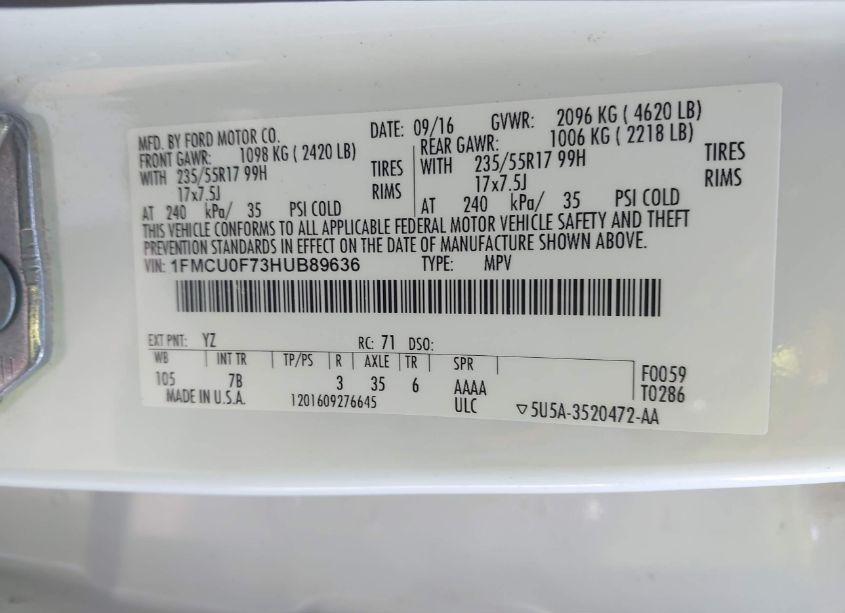 MFD. BY FORD MOTOR CO. DATE: 09/16 GVWR: 2096 KG ( 4620 LB)
FRONT GAWR: 1098 KG ( 2420 LB) REAR GAWR: 1006 KG ( 2218 LB)
WITH 235/55R17 99H TIRES WITH 235/55R17 99H TIRES
17x7.5J RIMS 17x7.5J RIMS
AT 240 kPa/ 35 PSI COLD AT 240 kPa/ 35 PSI COLD
THIS VEHICLE CONFORMS TO ALL APPLICABLE FEDERAL MOTOR VEHICLE SAFETY AND THEFT
PREVENTION STANDARDS IN EFFECT ON THE DATE OF MANUFACTURE SHOWN ABOVE.
VIN: 1FMCU0F73HUB89636 TYPE: MPV
EXT PNT: YZ RC: 71 DSO:
WB INT TR TP/PS R AXLE TR SPR
105 7B 3 35 6 AAAA F0059
MADE IN U.S.A. 1201609276645 ULC T0286
▽5U5A-3520472-AA